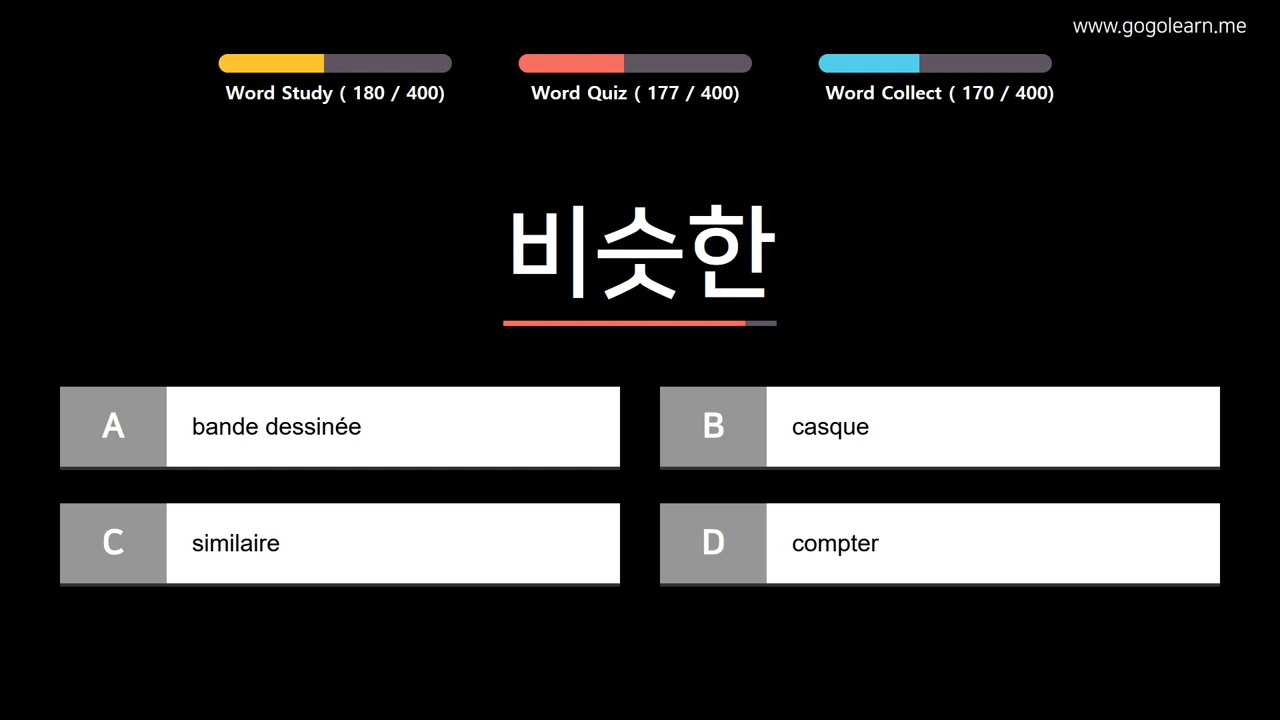 www.gogolearn.me
Word Study ( 180 / 400)
Word Quiz ( 177 / 400)
Word Collect ( 170 / 400)
비슷한
A bande dessinée
B casque
C similaire
D compter